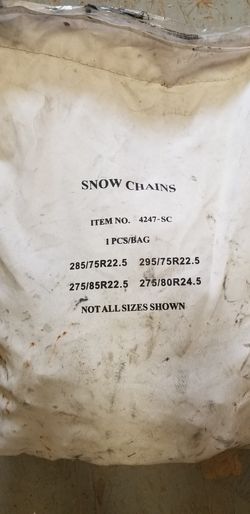 SNOW CHAINS
ITEM NO. 4247-SC
1 PCS/BAG
285/75R22.5 295/75R22.5
275/85R22.5 275/80R24.5
NOT ALL SIZES SHOWN